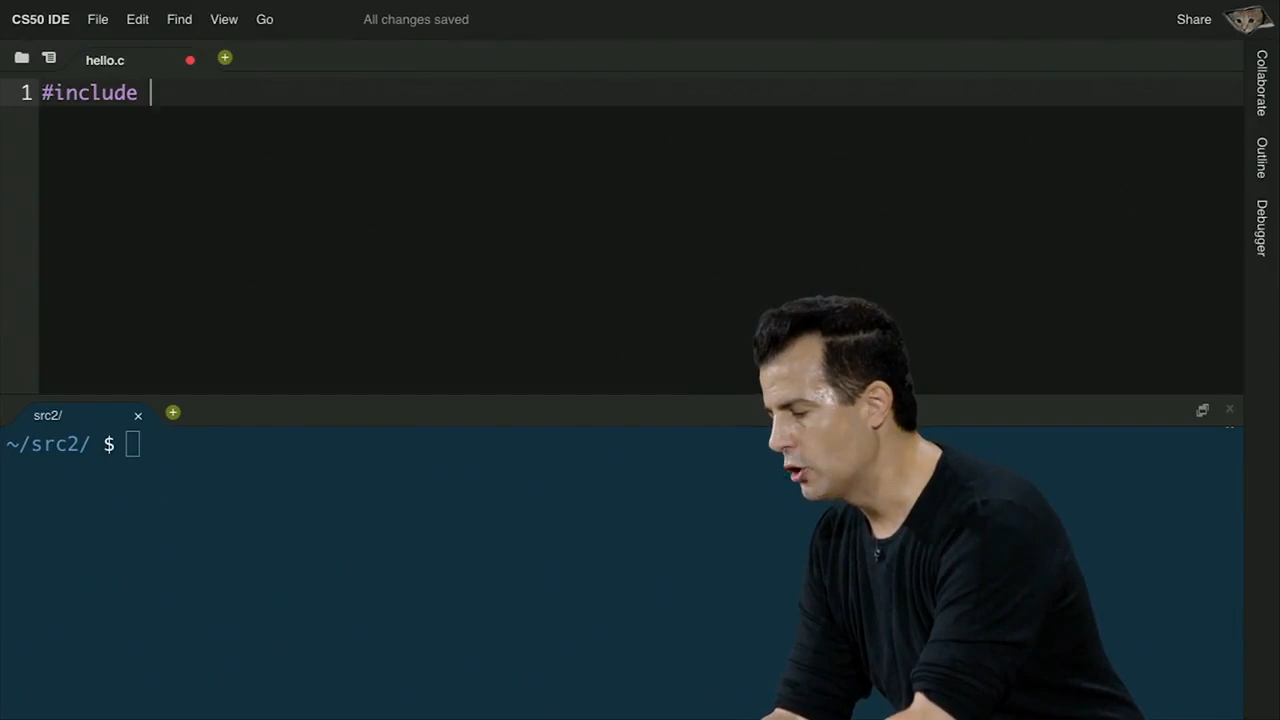 CS50 IDE File Edit Find View Go All changes saved Share
hello.c
1 #include
src2/
~/src2/ $
Collaborate
Outline
Debugger